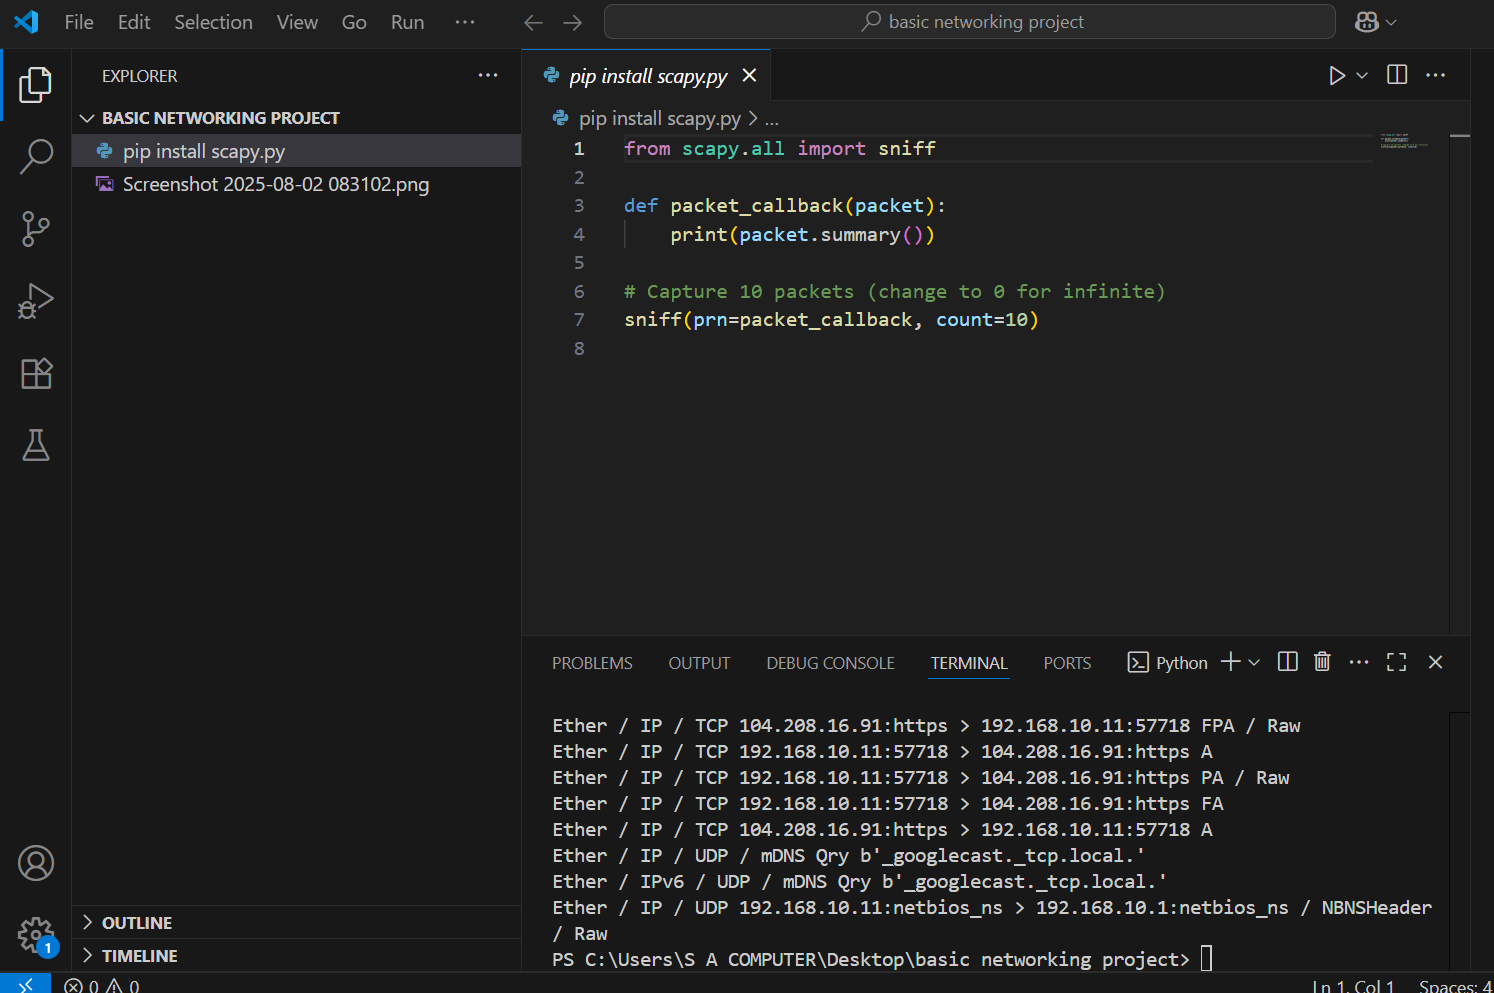 File Edit Selection View Go Run ...
basic networking project
EXPLORER ...
BASIC NETWORKING PROJECT
pip install scapy.py
Screenshot 2025-08-02 083102.png
OUTLINE
TIMELINE
1
pip install scapy.py
pip install scapy.py > ...
1 from scapy.all import sniff
2
3 def packet_callback(packet):
4     print(packet.summary())
5
6 # Capture 10 packets (change to 0 for infinite)
7 sniff(prn=packet_callback, count=10)
8
PROBLEMS OUTPUT DEBUG CONSOLE TERMINAL PORTS Python
Ether / IP / TCP 104.208.16.91:https > 192.168.10.11:57718 FPA / Raw
Ether / IP / TCP 192.168.10.11:57718 > 104.208.16.91:https A
Ether / IP / TCP 192.168.10.11:57718 > 104.208.16.91:https PA / Raw
Ether / IP / TCP 192.168.10.11:57718 > 104.208.16.91:https FA
Ether / IP / TCP 104.208.16.91:https > 192.168.10.11:57718 A
Ether / IP / UDP / mDNS Qry b'_googlecast._tcp.local.'
Ether / IPv6 / UDP / mDNS Qry b'_googlecast._tcp.local.'
Ether / IP / UDP 192.168.10.11:netbios_ns > 192.168.10.1:netbios_ns / NBNSHeader
/ Raw
PS C:\Users\S A COMPUTER\Desktop\basic networking project>
0 0 Ln 1, Col 1 Spaces: 4